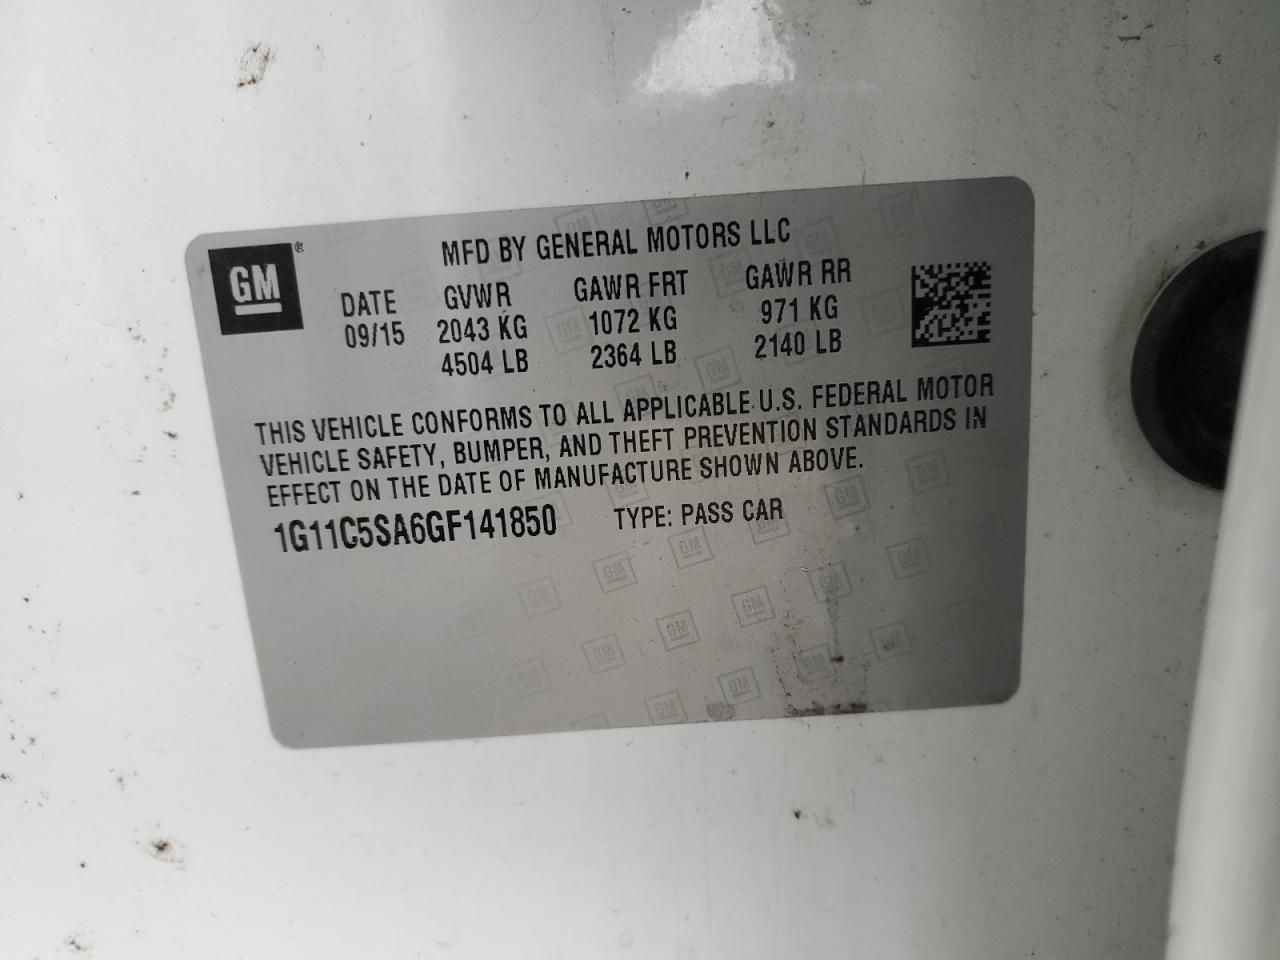 GM®
MFD BY GENERAL MOTORS LLC
DATE GVWR GAWR FRT GAWR RR
09/15 2043 KG 1072 KG 971 KG
4504 LB 2364 LB 2140 LB
THIS VEHICLE CONFORMS TO ALL APPLICABLE U.S. FEDERAL MOTOR
VEHICLE SAFETY, BUMPER, AND THEFT PREVENTION STANDARDS IN
EFFECT ON THE DATE OF MANUFACTURE SHOWN ABOVE.
1G11C5SA6GF141850 TYPE: PASS CAR